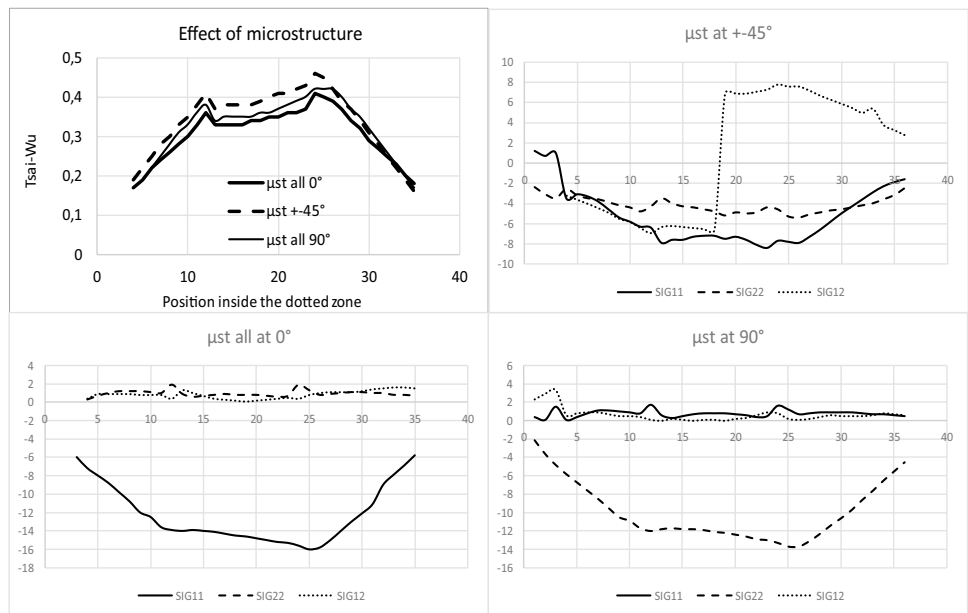 Effect of microstructure
0,5
0,4
0,3
0,2
0,1
0
Tsai-Wu
µst all 0°
µst +-45°
µst all 90°
0 10 20 30 40
Position inside the dotted zone
µst at +-45°
10
8
6
4
2
0
-2
-4
-6
-8
-10
0 5 10 15 20 25 30 35 40
SIG11 SIG22 SIG12
µst all at 0°
4
2
0
-2
-4
-6
-8
-10
-12
-14
-16
-18
0 5 10 15 20 25 30 35 40
SIG11 SIG22 SIG12
µst at 90°
6
4
2
0
-2
-4
-6
-8
-10
-12
-14
-16
0 5 10 15 20 25 30 35 40
SIG11 SIG22 SIG12